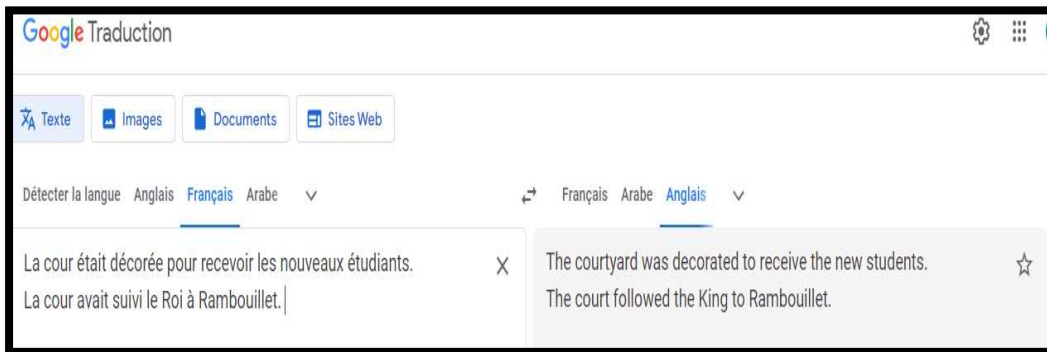 Google Traduction
Texte Images Documents Sites Web
Détecter la langue Anglais Français Arabe
Français Arabe Anglais
La cour était décorée pour recevoir les nouveaux étudiants.
La cour avait suivi le Roi à Rambouillet.
The courtyard was decorated to receive the new students.
The court followed the King to Rambouillet.